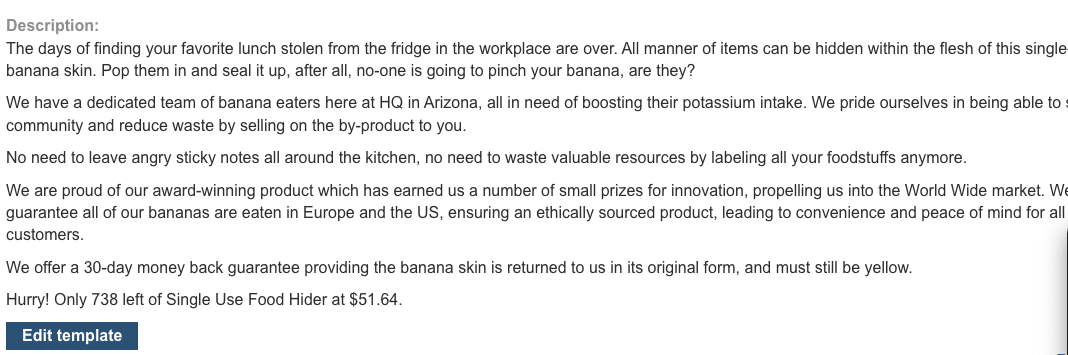 Description:
The days of finding your favorite lunch stolen from the fridge in the workplace are over. All manner of items can be hidden within the flesh of this single
banana skin. Pop them in and seal it up, after all, no-one is going to pinch your banana, are they?
We have a dedicated team of banana eaters here at HQ in Arizona, all in need of boosting their potassium intake. We pride ourselves in being able to
community and reduce waste by selling on the by-product to you.
No need to leave angry sticky notes all around the kitchen, no need to waste valuable resources by labeling all your foodstuffs anymore.
We are proud of our award-winning product which has earned us a number of small prizes for innovation, propelling us into the World Wide market. We
guarantee all of our bananas are eaten in Europe and the US, ensuring an ethically sourced product, leading to convenience and peace of mind for all
customers.
We offer a 30-day money back guarantee providing the banana skin is returned to us in its original form, and must still be yellow.
Hurry! Only 738 left of Single Use Food Hider at $51.64.
Edit template